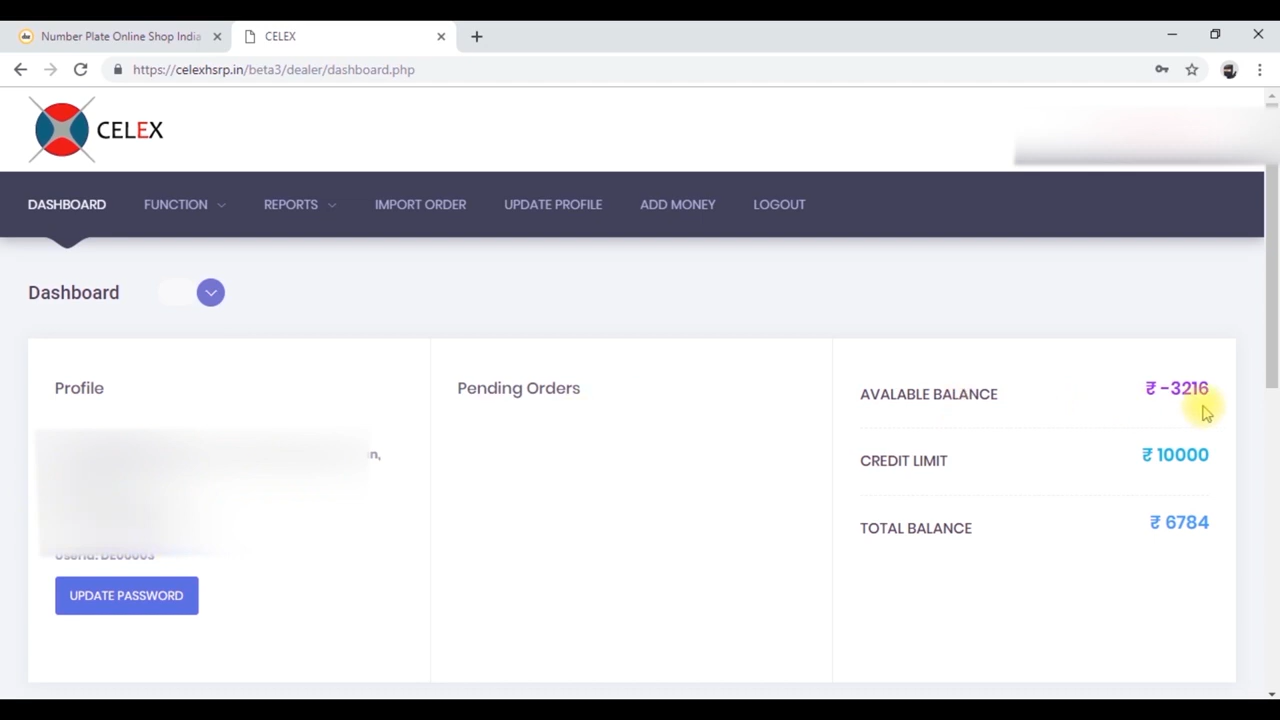 Number Plate Online Shop India
CELEX
https://celexhsrp.in/beta3/dealer/dashboard.php
CELEX
DASHBOARD FUNCTION REPORTS IMPORT ORDER UPDATE PROFILE ADD MONEY LOGOUT
Dashboard
Profile
Pending Orders
AVALABLE BALANCE ₹ -3216
CREDIT LIMIT ₹ 10000
TOTAL BALANCE ₹ 6784
n,
UPDATE PASSWORD